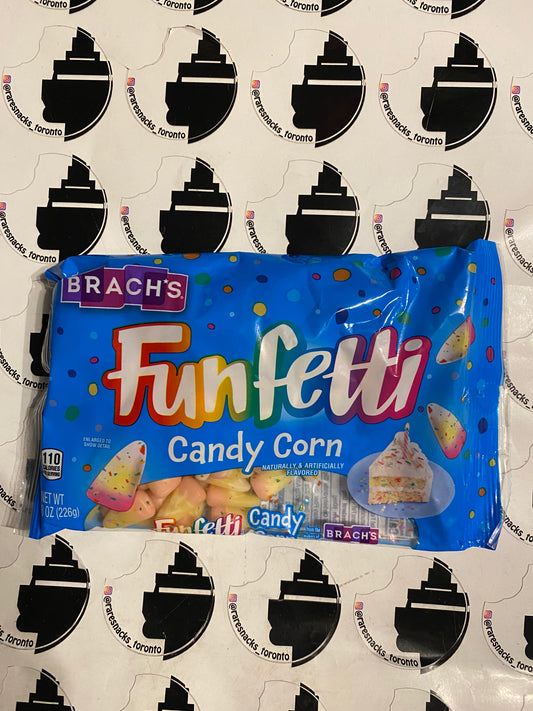 @raresnacks_toronto
BRACH'S®
Funfetti
Candy Corn
NATURALLY & ARTIFICIALLY
FLAVORED
ENLARGED TO
SHOW DETAIL
110
CALORIES
NET WT
OZ (226g)
Funfetti Candy
BRACH'S